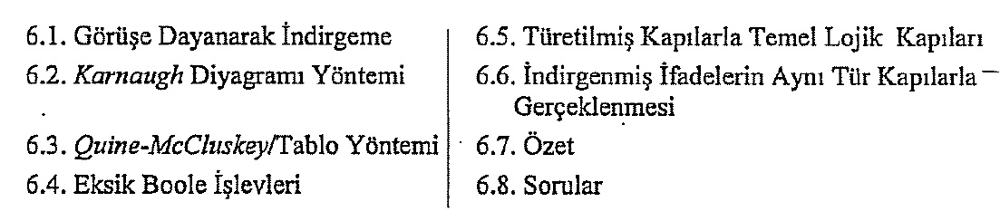 6.1. Görüşe Dayanarak İndirgeme
6.2. Karnaugh Diyagramı Yöntemi
6.3. Quine-McCluskey/Tablo Yöntemi
6.4. Eksik Boole İşlevleri
6.5. Türetilmiş Kapılarla Temel Lojik Kapıları
6.6. İndirgenmiş İfadelerin Aynı Tür Kapılarla
Gerçeklenmesi
6.7. Özet
6.8. Sorular